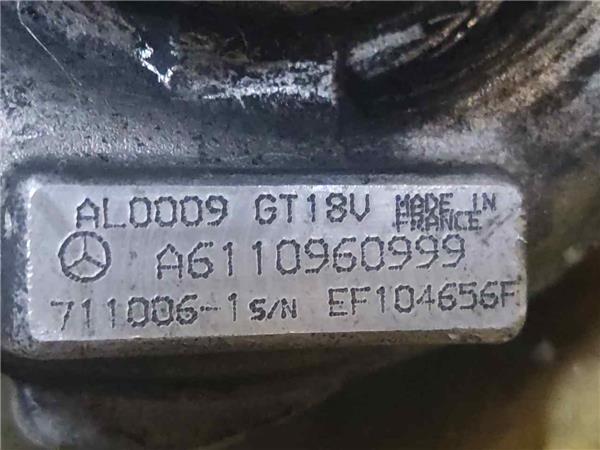 AL0009 GT18V MADE IN FRANCE
A6110960999
711006-1 S/N EF104656F